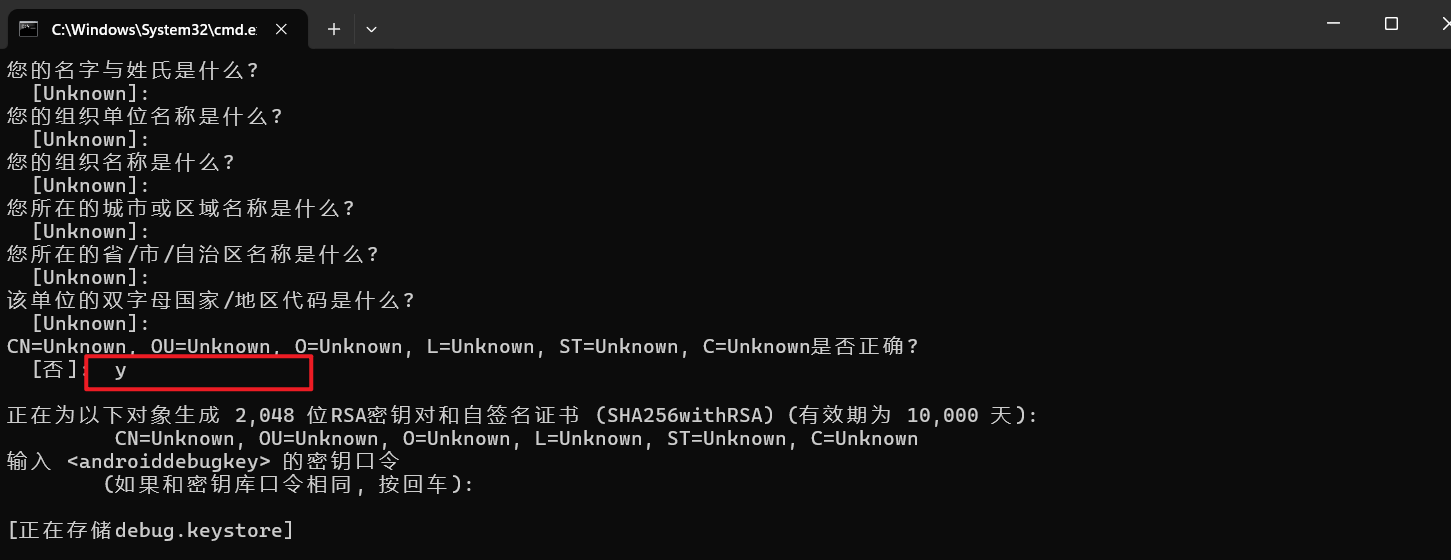 C:\Windows\System32\cmd.e
您的名字与姓氏是什么?
[Unknown]:
您的组织单位名称是什么?
[Unknown]:
您的组织名称是什么?
[Unknown]:
您所在的城市或区域名称是什么?
[Unknown]:
您所在的省/市/自治区名称是什么?
[Unknown]:
该单位的双字母国家/地区代码是什么?
[Unknown]:
CN=Unknown, OU=Unknown, O=Unknown, L=Unknown, ST=Unknown, C=Unknown是否正确?
[否]: y
正在为以下对象生成 2,048 位RSA密钥对和自签名证书 (SHA256withRSA) (有效期为 10,000 天):
CN=Unknown, OU=Unknown, O=Unknown, L=Unknown, ST=Unknown, C=Unknown
输入 <androiddebugkey> 的密钥口令
(如果和密钥库口令相同, 按回车):
[正在存储debug.keystore]